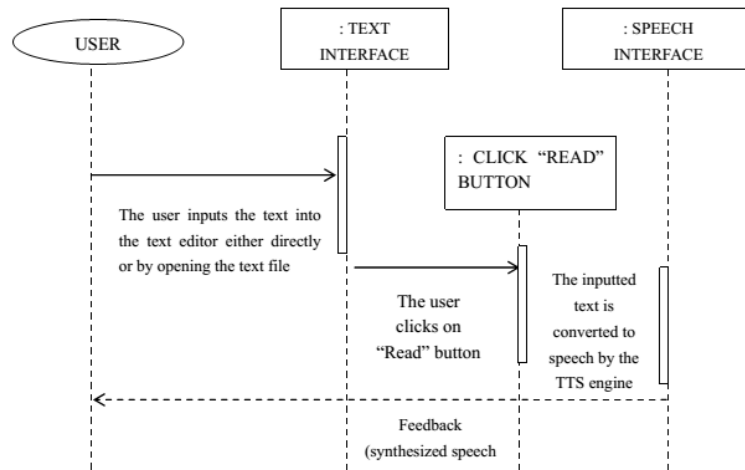 USER
: TEXT
INTERFACE
: SPEECH
INTERFACE
: CLICK “READ”
BUTTON
The user inputs the text into
the text editor either directly
or by opening the text file
The user
clicks on
“Read” button
The inputted
text is
converted to
speech by the
TTS engine
Feedback
(synthesized speech